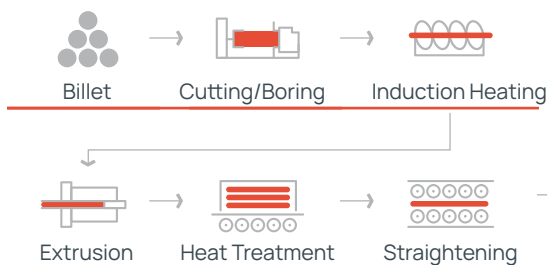 Billet
Cutting/Boring
Induction Heating
Extrusion
Heat Treatment
Straightening